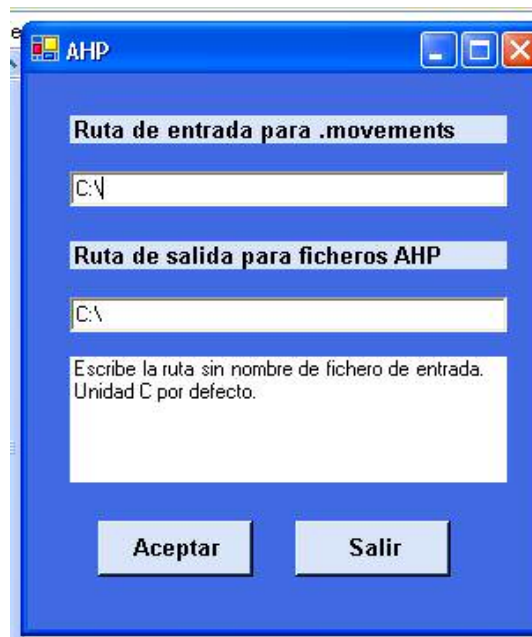 e
AHP
Ruta de entrada para .movements
C:\
Ruta de salida para ficheros AHP
C:\
Escribe la ruta sin nombre de fichero de entrada.
Unidad C por defecto.
Aceptar Salir